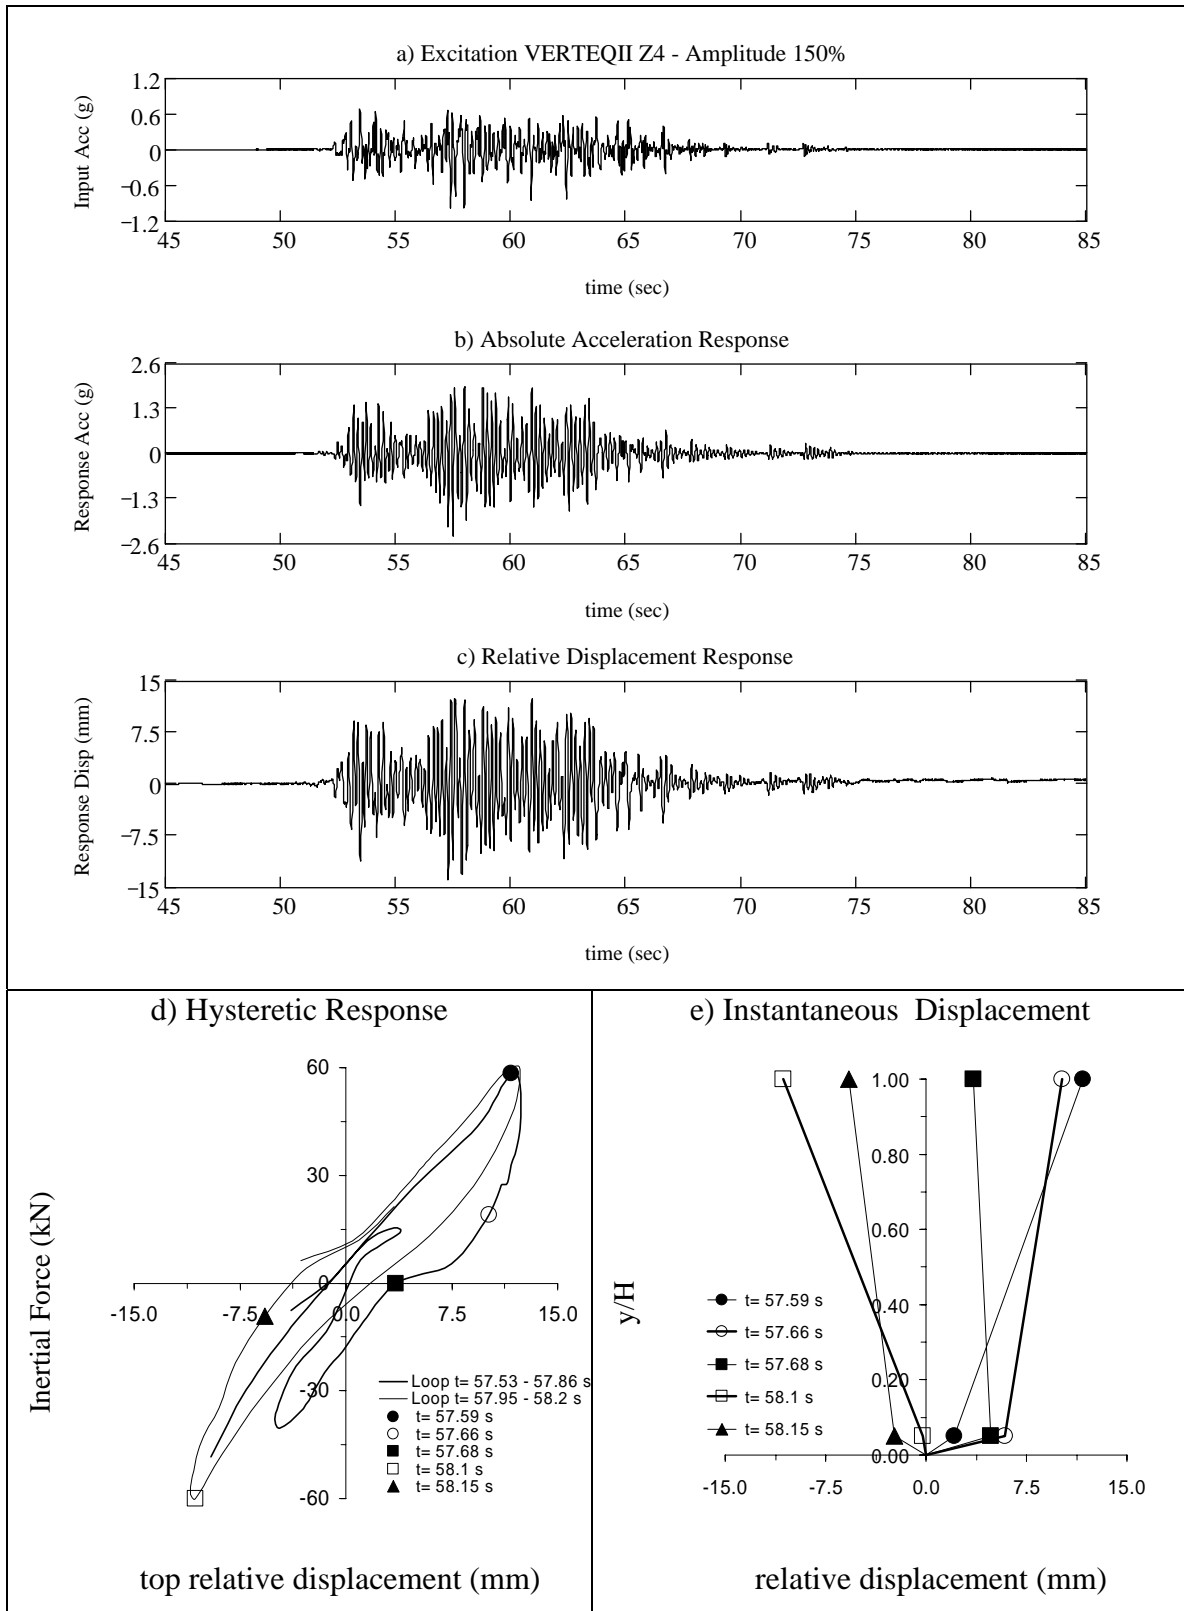 a) Excitation VERTEQII Z4 - Amplitude 150%
Input Acc (g)
1.2
0.6
0
−0.6
−1.2
45 50 55 60 65 70 75 80 85
time (sec)
b) Absolute Acceleration Response
Response Acc (g)
2.6
1.3
0
−1.3
−2.6
45 50 55 60 65 70 75 80 85
time (sec)
c) Relative Displacement Response
Response Disp (mm)
15
7.5
0
−7.5
−15
45 50 55 60 65 70 75 80 85
time (sec)
d) Hysteretic Response
Inertial Force (kN)
60
30
0
-30
-60
-15.0 -7.5 0.0 7.5 15.0
Loop t= 57.53 - 57.86 s
Loop t= 57.95 - 58.2 s
t= 57.59 s
t= 57.66 s
t= 57.68 s
t= 58.1 s
t= 58.15 s
top relative displacement (mm)
e) Instantaneous Displacement
y/H
1.00
0.80
0.60
0.40
0.20
0.00
t= 57.59 s
t= 57.66 s
t= 57.68 s
t= 58.1 s
t= 58.15 s
-15.0 -7.5 0.0 7.5 15.0
relative displacement (mm)